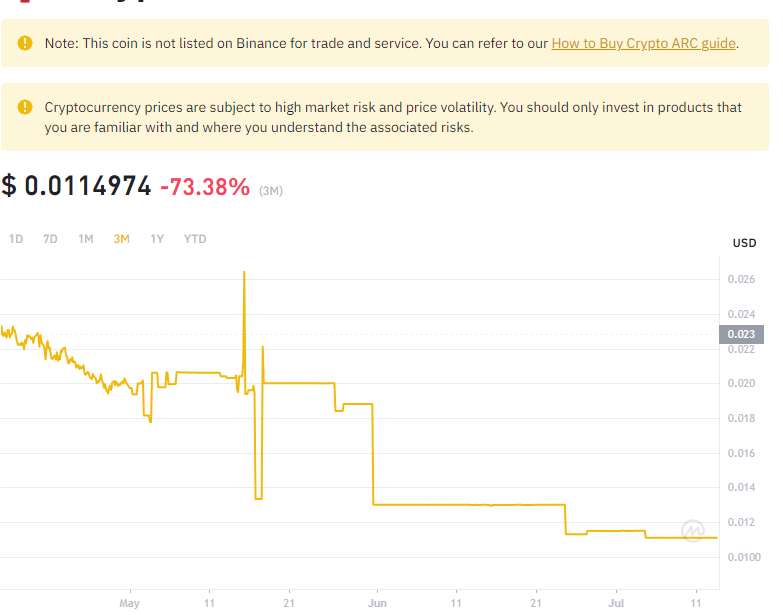 Note: This coin is not listed on Binance for trade and service. You can refer to our How to Buy Crypto ARC guide.
Cryptocurrency prices are subject to high market risk and price volatility. You should only invest in products that
you are familiar with and where you understand the associated risks.
$ 0.0114974 -73.38% (3M)
1D 7D 1M 3M 1Y YTD
USD
0.026
0.024
0.023
0.022
0.020
0.018
0.016
0.014
0.012
0.0100
May 11 21 Jun 11 21 Jul 11